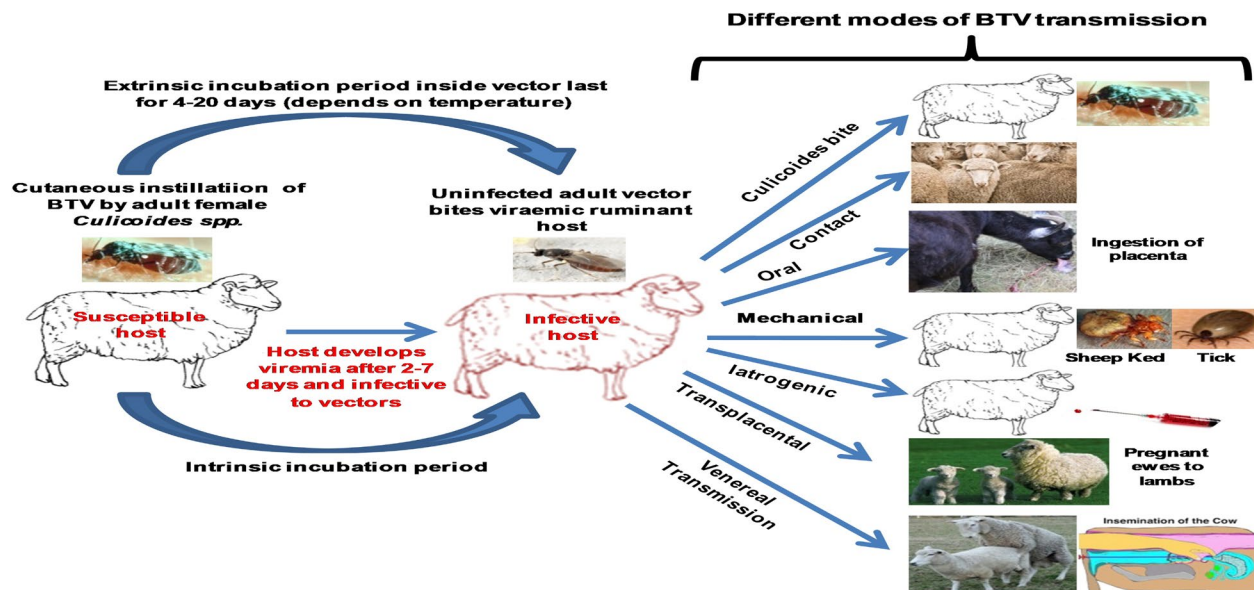 Different modes of BTV transmission
Extrinsic incubation period inside vector last
for 4-20 days (depends on temperature)
Cutaneous instillatiion of
BTV by adult female
Culicoides spp.
Uninfected adult vector
bites viraemic ruminant
host
Susceptible
host
Host develops
viremia after 2-7
days and infective
to vectors
Infective
host
Intrinsic incubation period
Culicoides bite
Contact
Oral
Ingestion of
placenta
Mechanical
Sheep Ked
Tick
Iatrogenic
Transplacental
Pregnant
ewes to
lambs
Venereal
Transmission
Insemination of the Cow